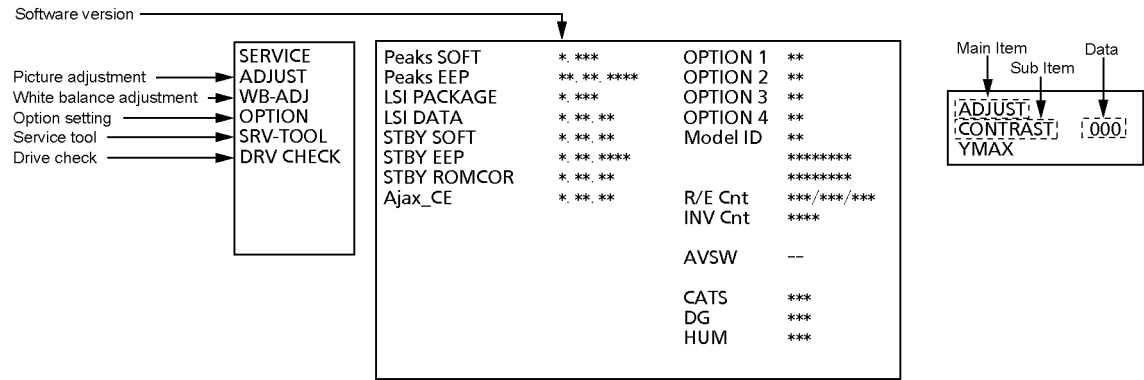 Software version
Picture adjustment
White balance adjustment
Option setting
Service tool
Drive check
SERVICE
ADJUST
WB-ADJ
OPTION
SRV-TOOL
DRV CHECK
Peaks SOFT *. *** OPTION 1 **
Peaks EEP **. **. **** OPTION 2 **
LSI PACKAGE *. *** OPTION 3 **
LSI DATA *. **. ** OPTION 4 **
STBY SOFT *. **. ** Model ID **
STBY EEP *. **. **** ********
STBY ROMCOR *. **. ** ********
Ajax_CE *. **. ** R/E Cnt ***/***/***
INV Cnt ****
AVSW --
CATS ***
DG ***
HUM ***
Main Item
Sub Item
Data
ADJUST
CONTRAST 000
YMAX